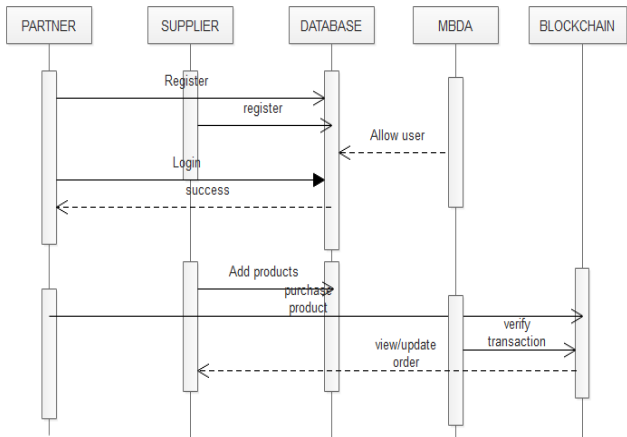 PARTNER
SUPPLIER
DATABASE
MBDA
BLOCKCHAIN
Register
register
Allow user
Login
success
Add products
purchase
product
verify
transaction
view/update
order